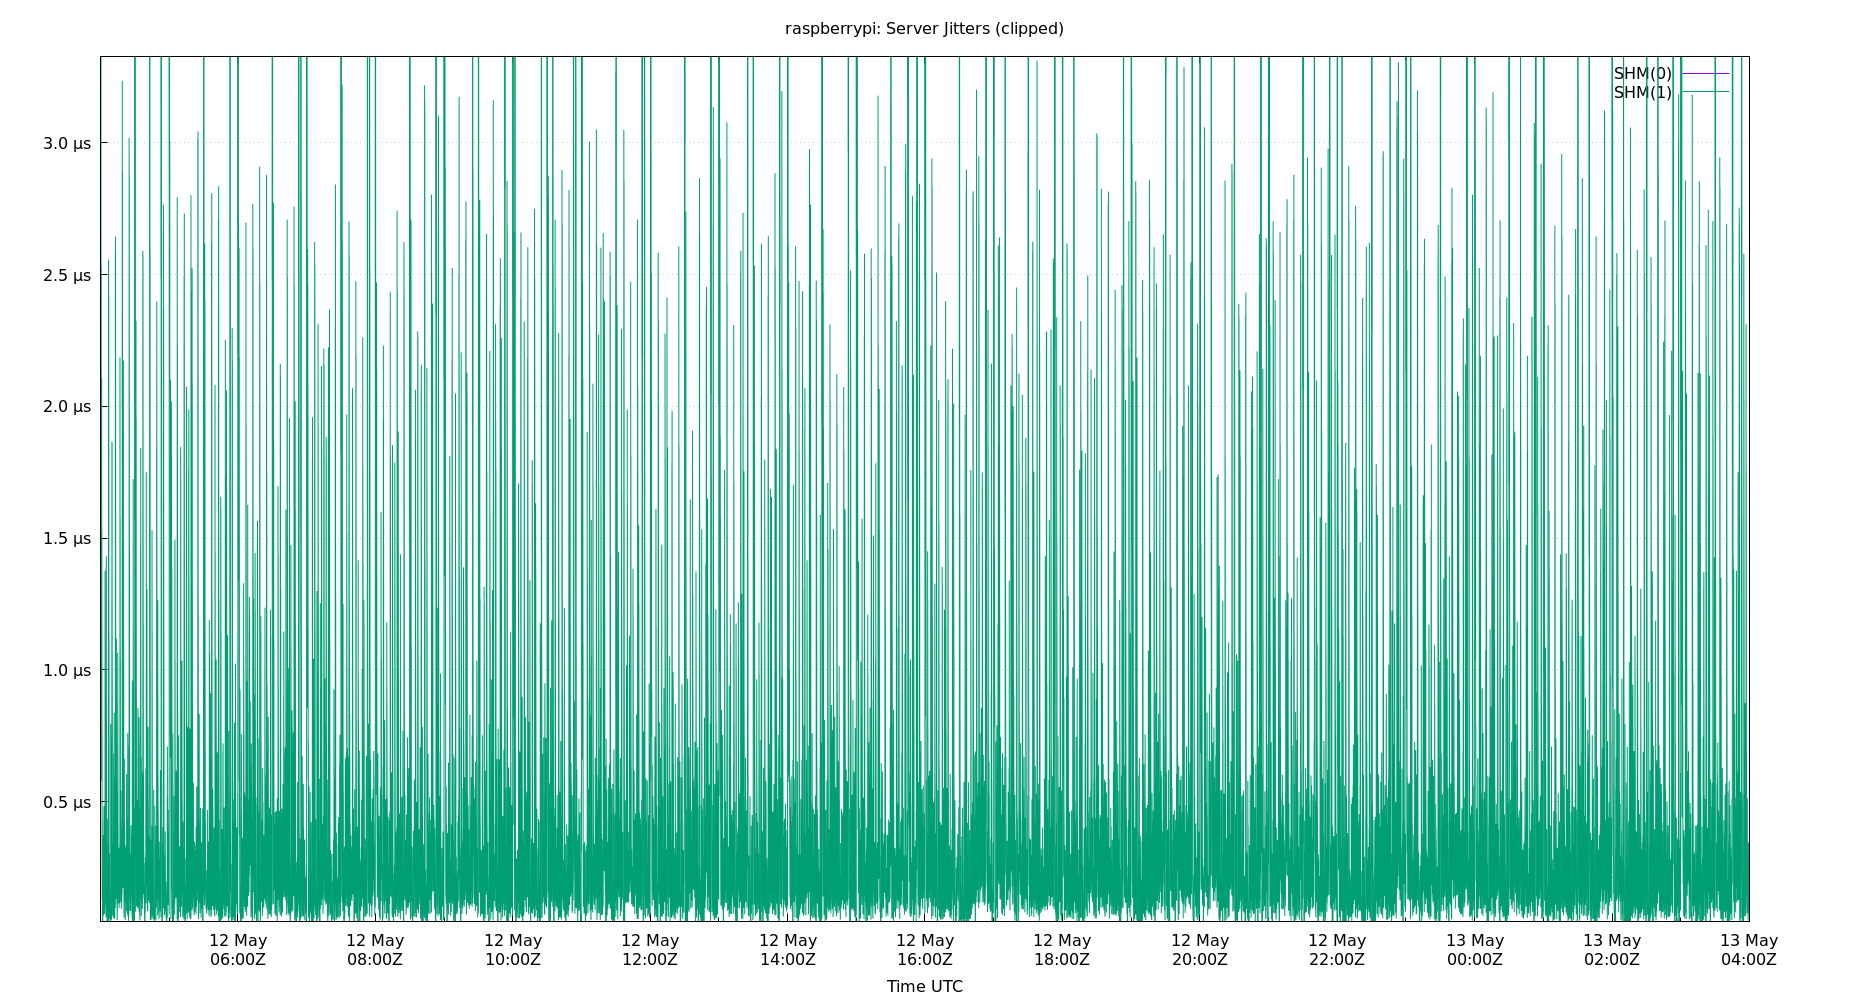 raspberrypi: Server Jitters (clipped)
SHM(0)
SHM(1)
3.0 µs
2.5 µs
2.0 µs
1.5 µs
1.0 µs
0.5 µs
12 May 12 May 12 May 12 May 12 May 12 May 12 May 12 May 12 May 13 May 13 May 13 May
06:00Z 08:00Z 10:00Z 12:00Z 14:00Z 16:00Z 18:00Z 20:00Z 22:00Z 00:00Z 02:00Z 04:00Z
Time UTC